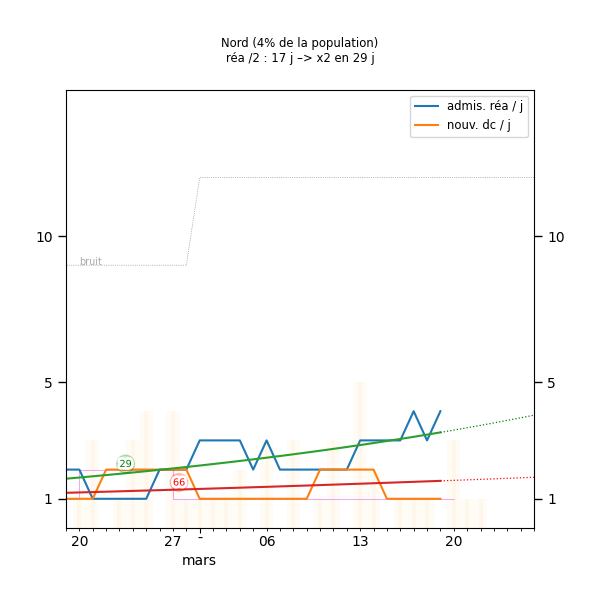 Nord (4% de la population)
réa /2 : 17 j –> x2 en 29 j
admis. réa / j
nouv. dc / j
10
10
bruit
5
5
29
66
1
1
20
27
-
06
13
20
mars